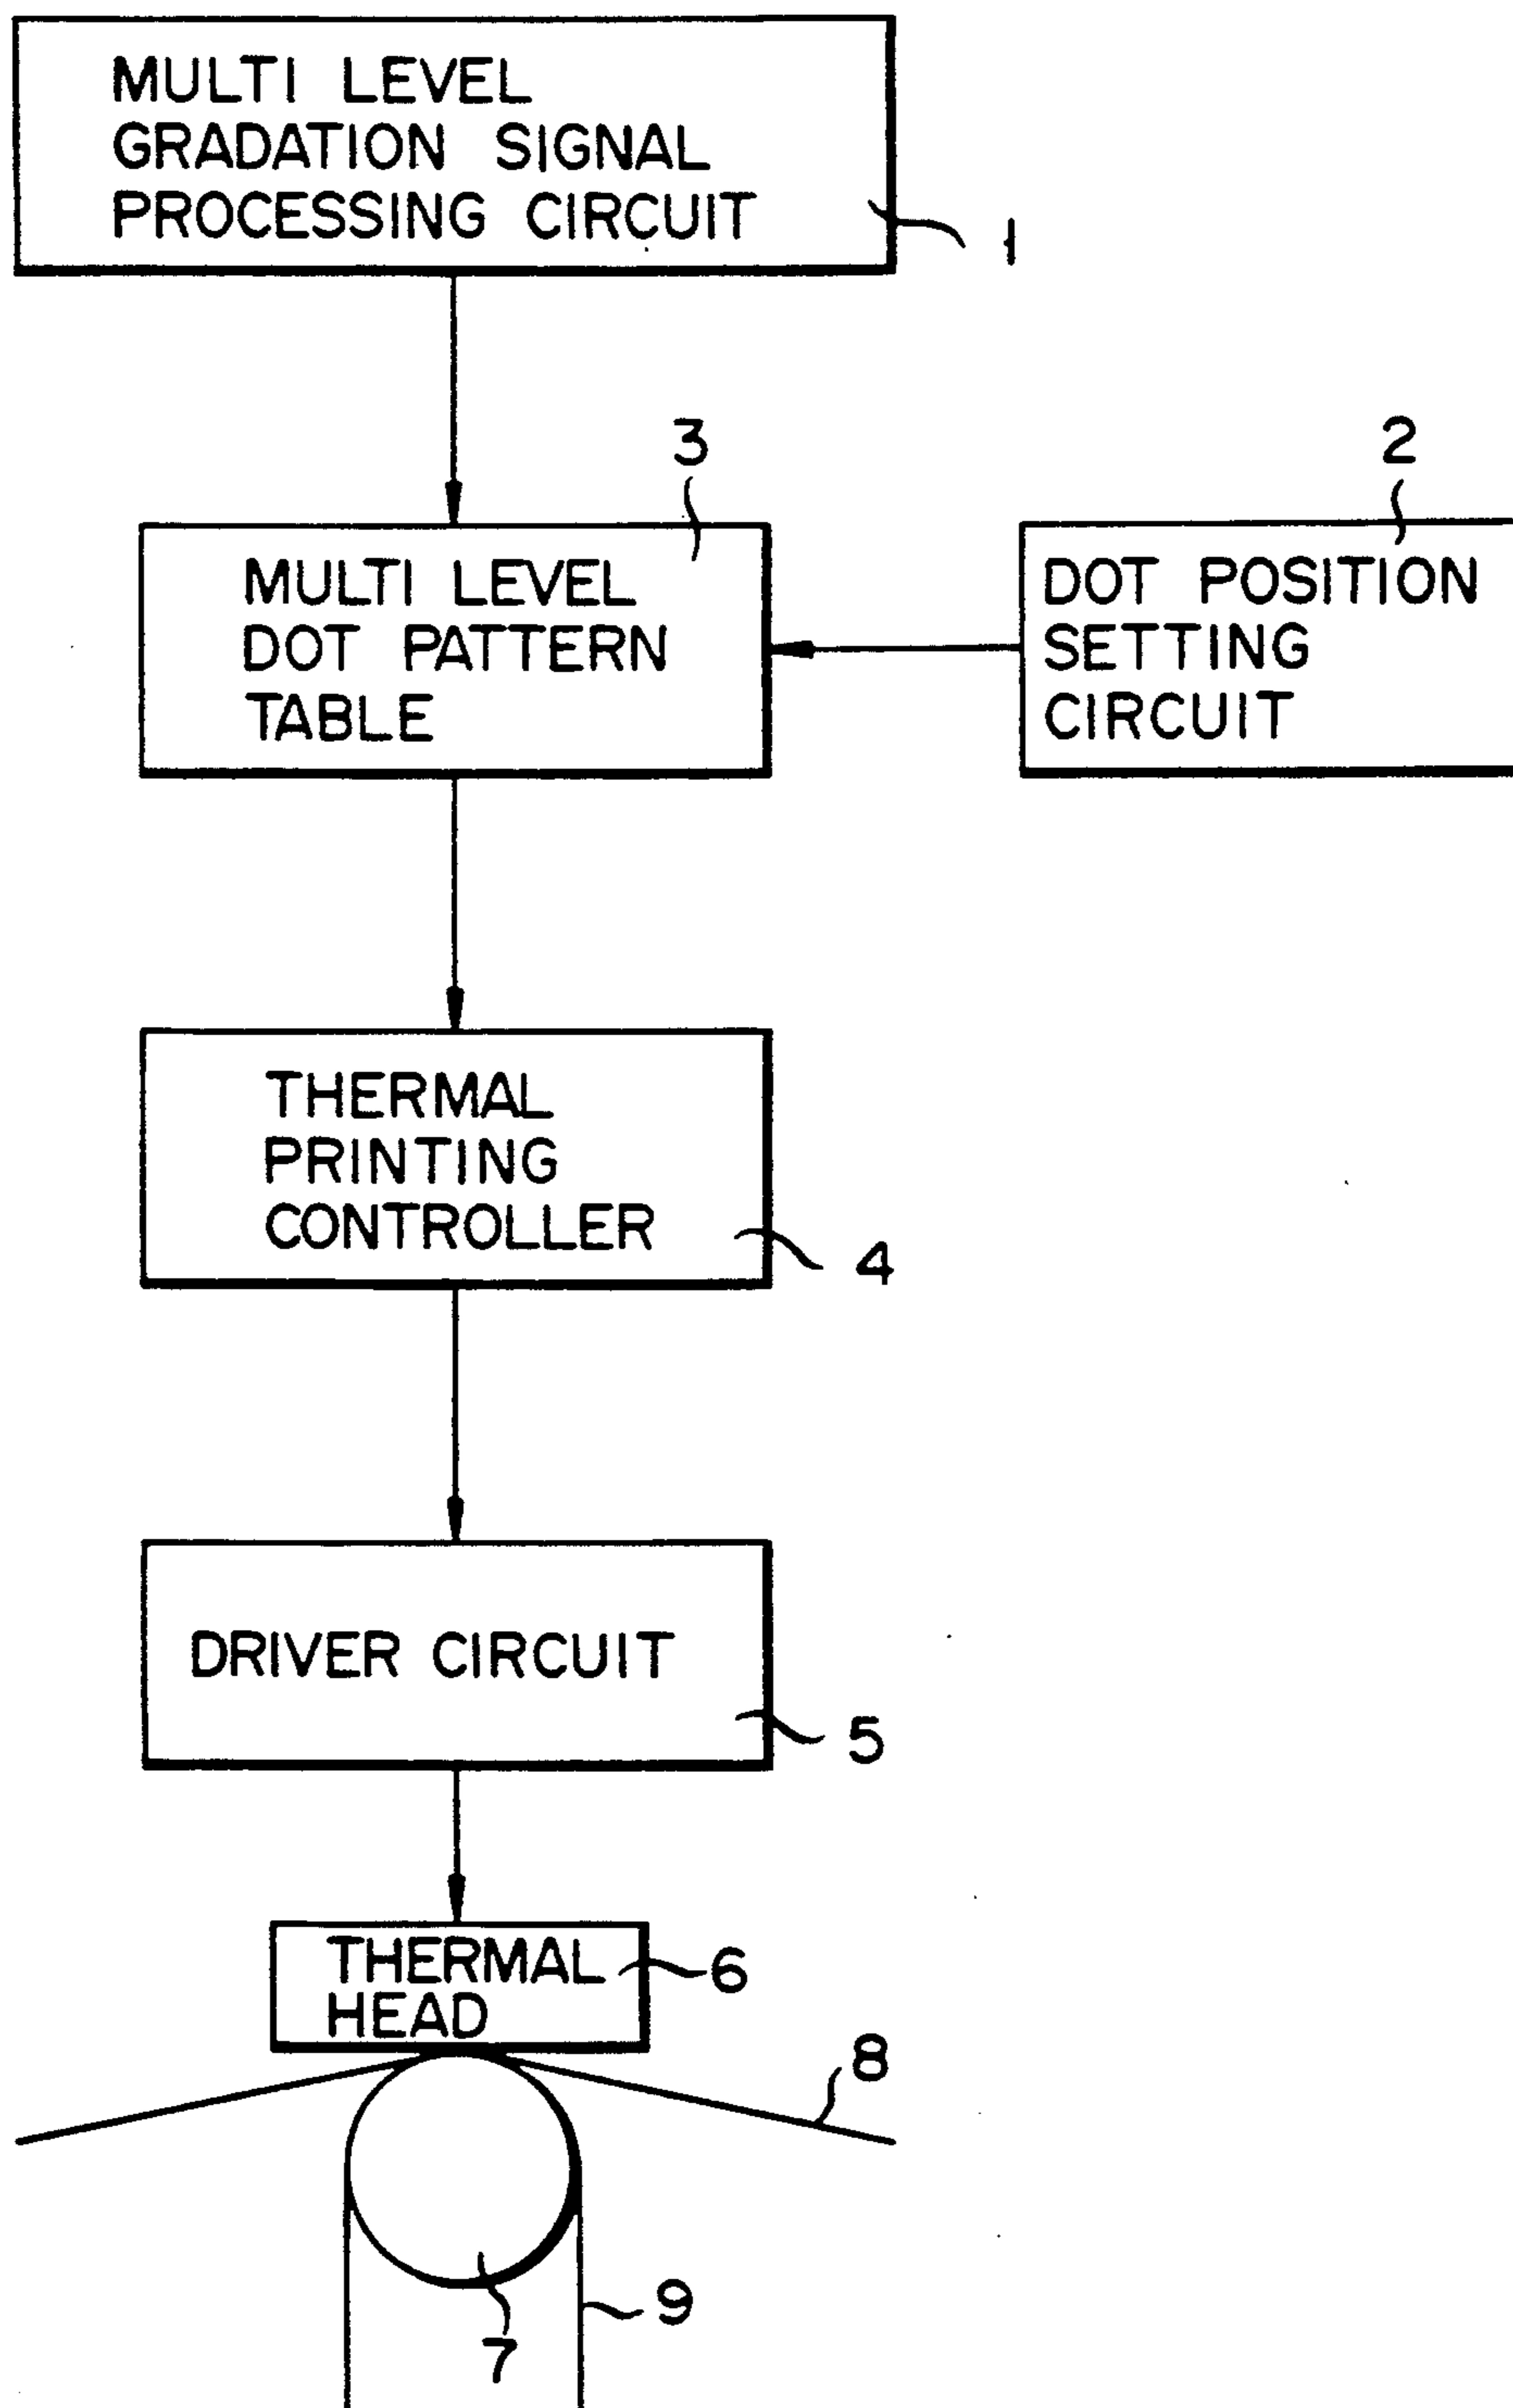 MULTI LEVEL
GRADATION SIGNAL
PROCESSING CIRCUIT
1
3
2
MULTI LEVEL
DOT PATTERN
TABLE
DOT POSITION
SETTING
CIRCUIT
THERMAL
PRINTING
CONTROLLER
4
DRIVER CIRCUIT
5
THERMAL
HEAD
6
8
9
7